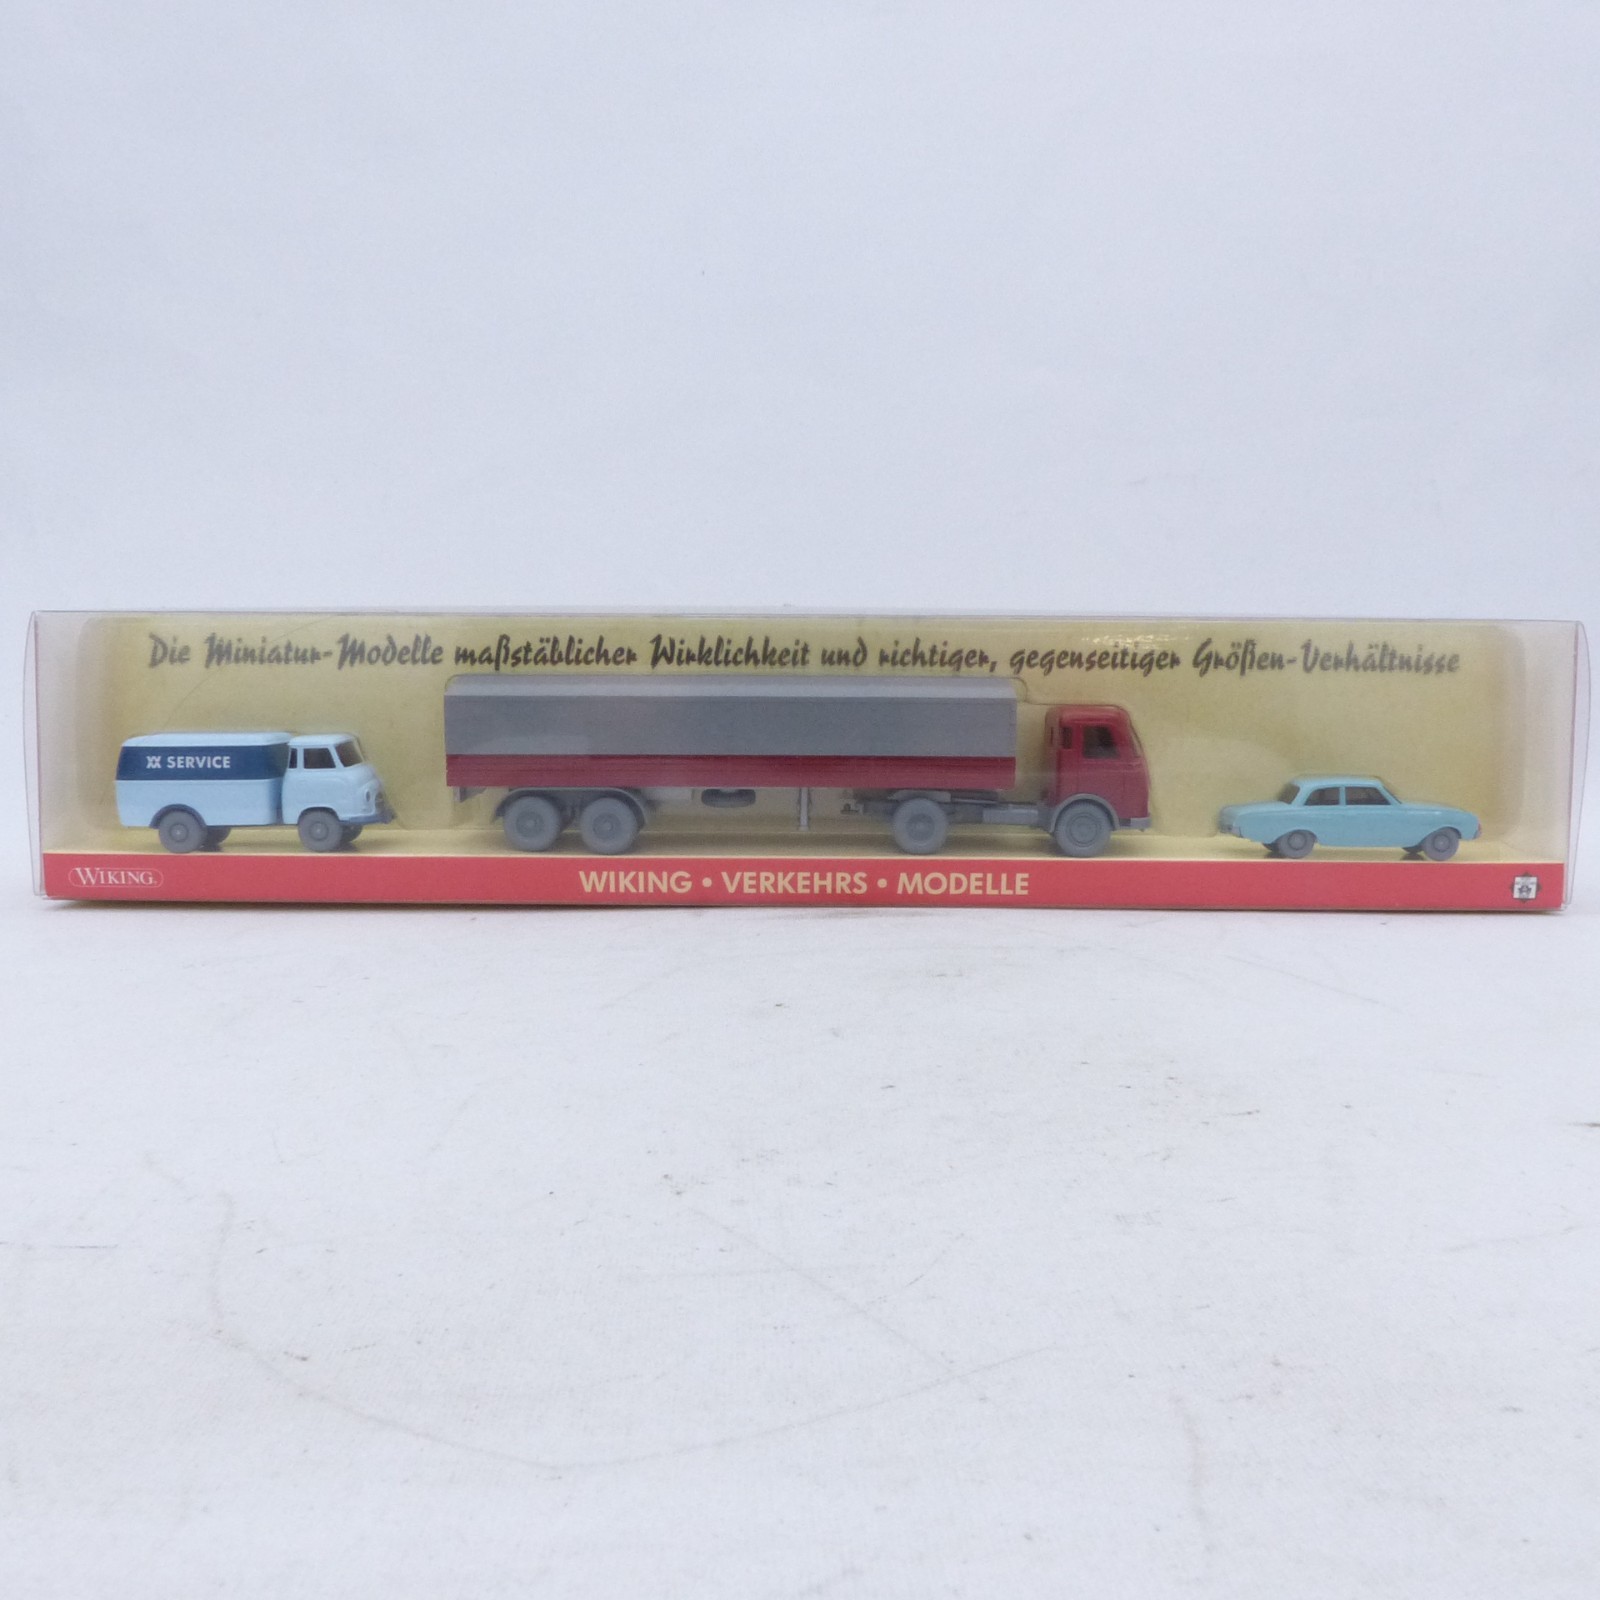 Die Miniatur-Modelle maßstäblicher Wirklichkeit und richtiger, gegenseitiger Größen-Verhältnisse
SERVICE
WIKING
WIKING • VERKEHRS • MODELLE